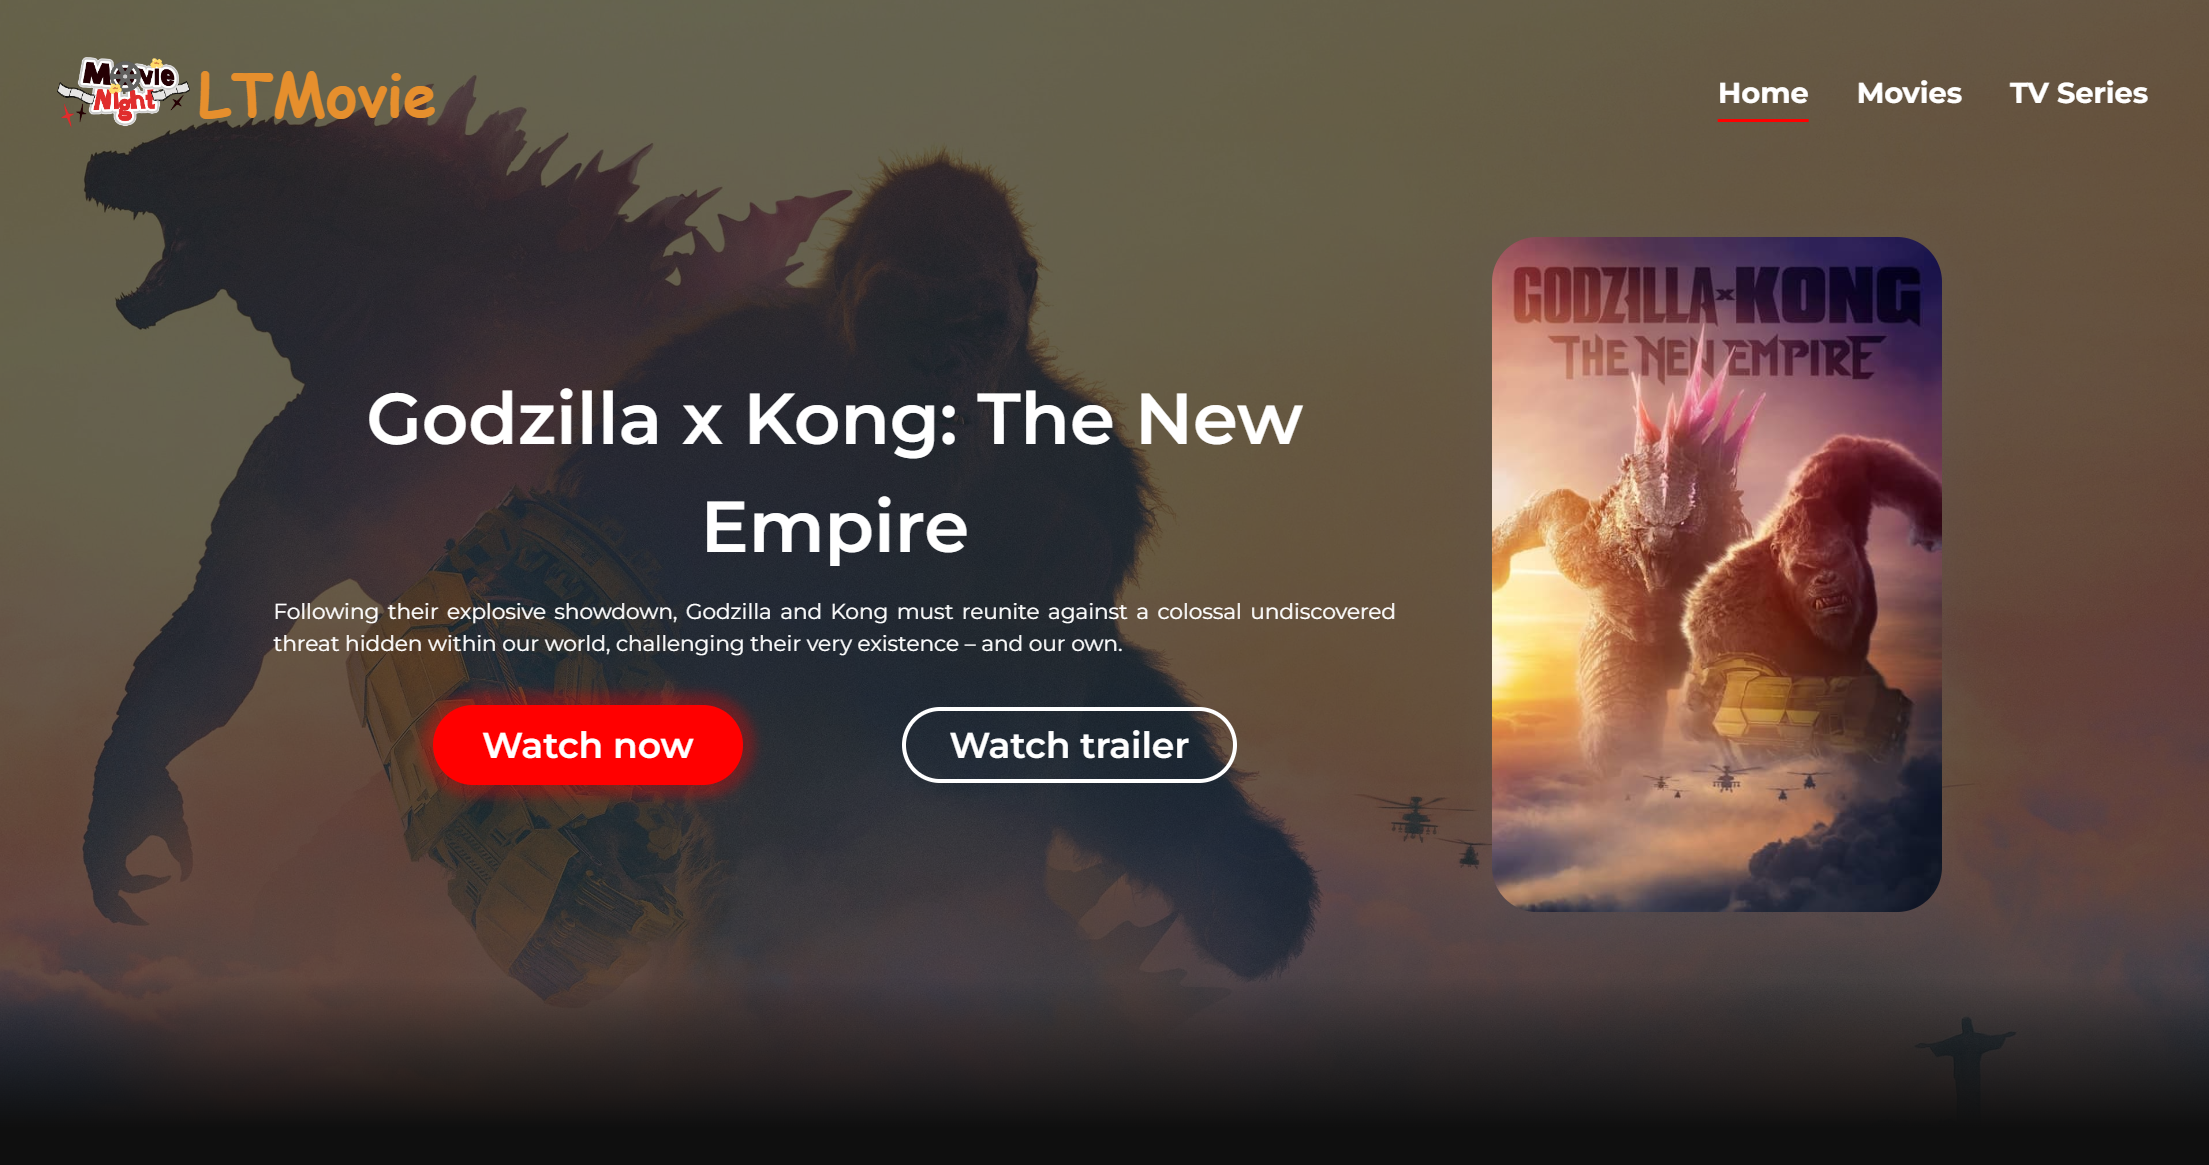 Movie
Night
LTMovie
Home
Movies
TV Series
GODZILLA x KONG
THE NEW EMPIRE
Godzilla x Kong: The New
Empire
Following their explosive showdown, Godzilla and Kong must reunite against a colossal undiscovered
threat hidden within our world, challenging their very existence – and our own.
Watch now
Watch trailer